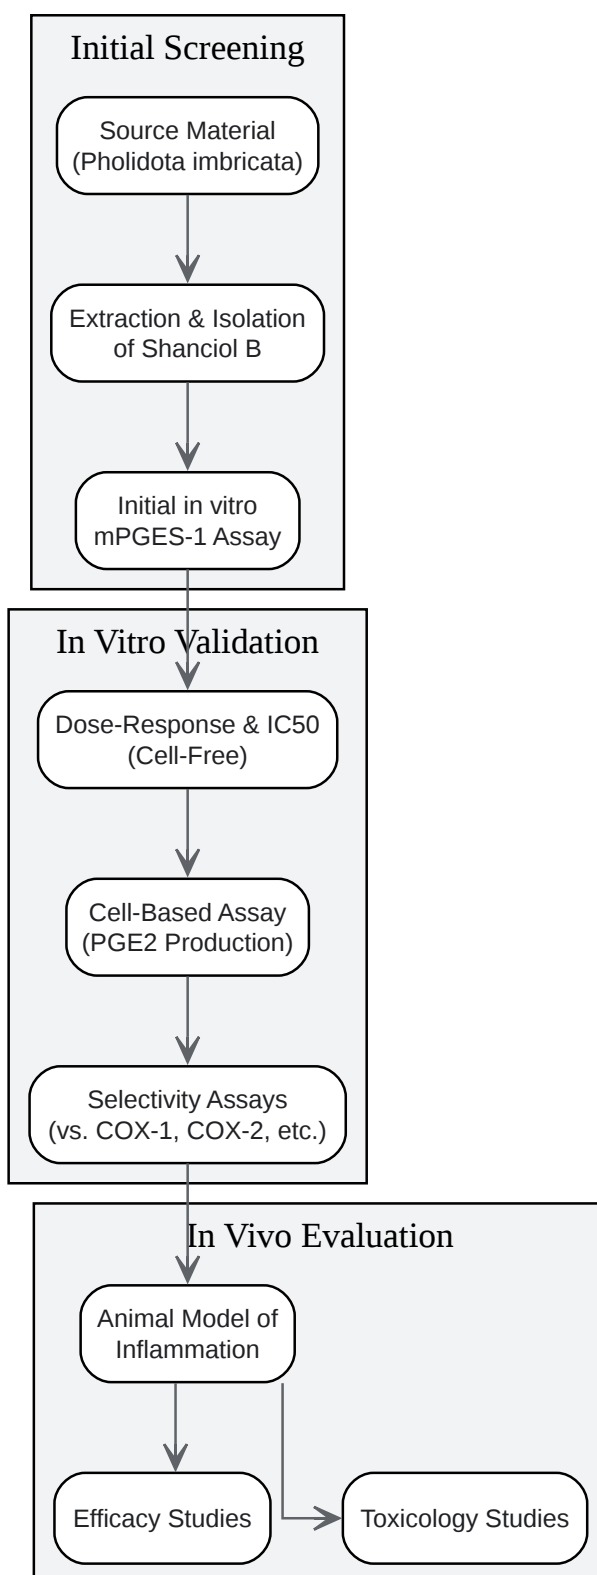 Initial Screening
Source Material
(Pholidota imbricata)
Extraction & Isolation
of Shanciol B
Initial in vitro
mPGES-1 Assay
In Vitro Validation
Dose-Response & IC50
(Cell-Free)
Cell-Based Assay
(PGE2 Production)
Selectivity Assays
(vs. COX-1, COX-2, etc.)
In Vivo Evaluation
Animal Model of
Inflammation
Efficacy Studies
Toxicology Studies